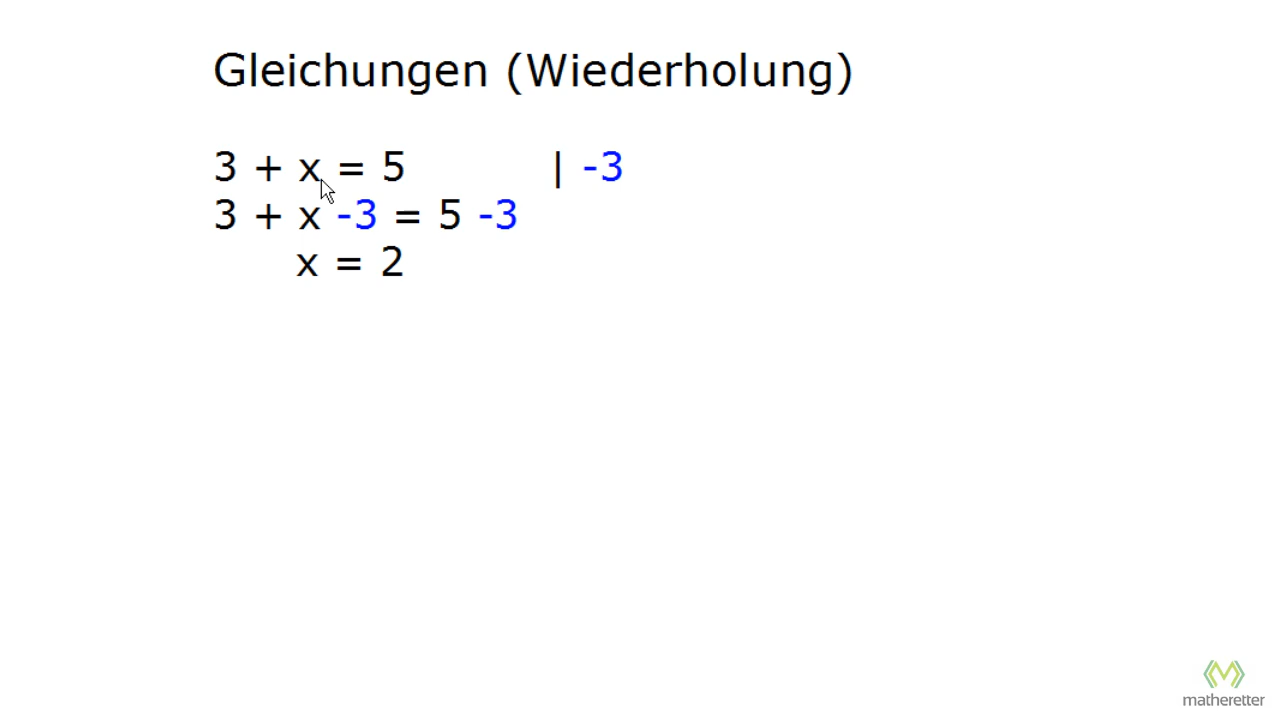 Gleichungen (Wiederholung)
3 + x = 5 | -3
3 + x -3 = 5 -3
x = 2
matheretter